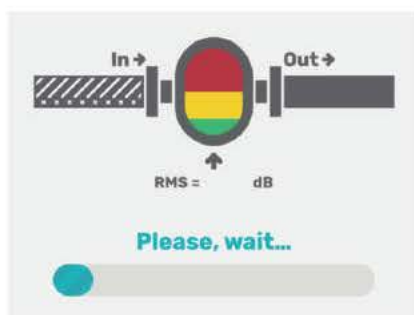 In → Out →
RMS = dB
Please, wait...